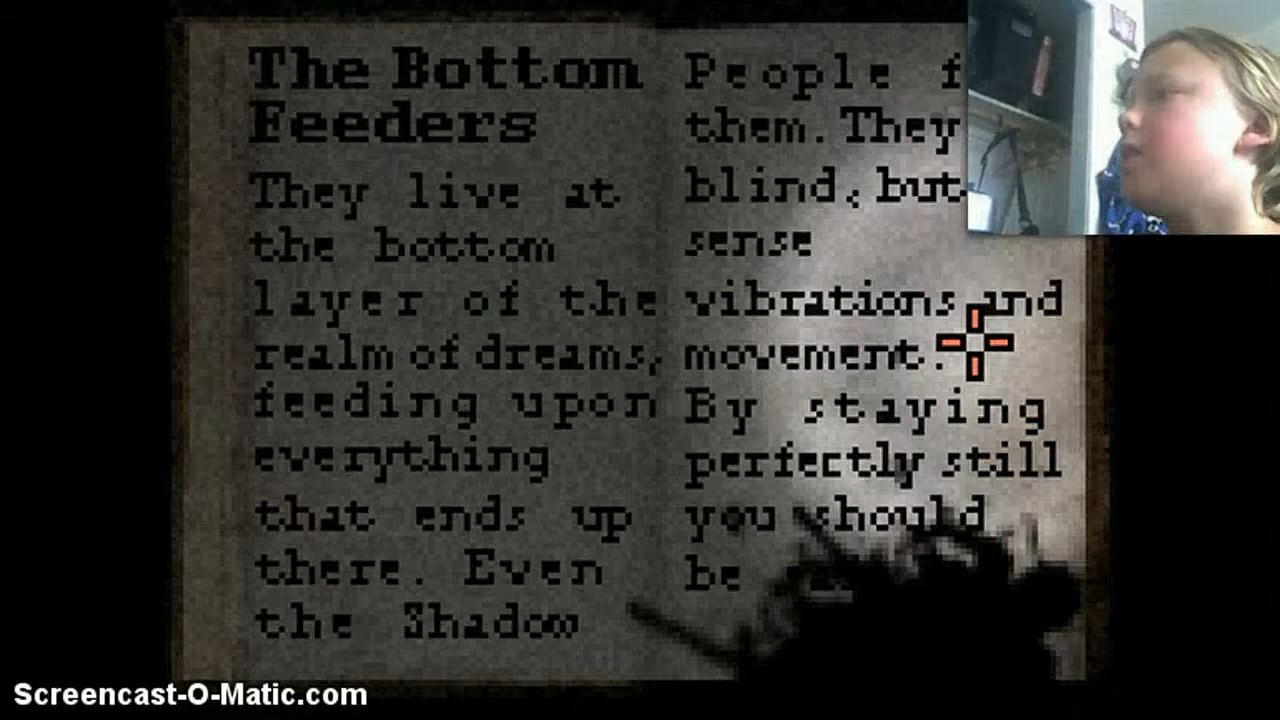 The Bottom
Feeders
They live at
the bottom
layer of the
realm of dreams,
feeding upon
everything
that ends up
there. Even
the Shadow
People
them. They
blind, but
sense
vibrations and
movement.
By staying
perfectly still
you should
be
Screencast-O-Matic.com